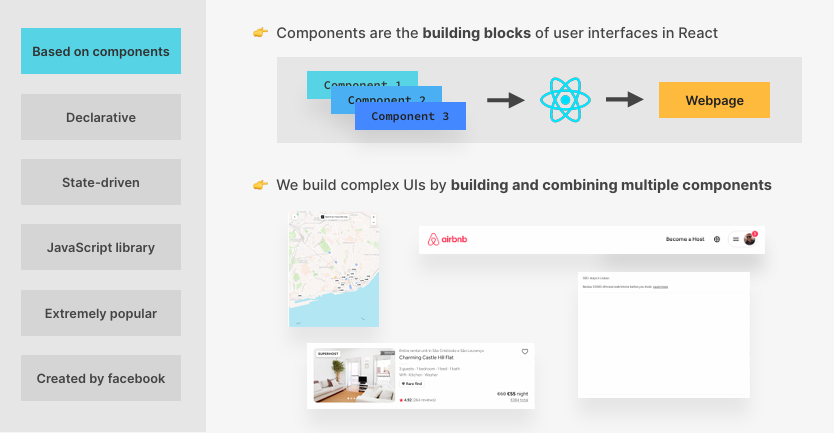 Based on components
Declarative
State-driven
JavaScript library
Extremely popular
Created by facebook
👉 Components are the building blocks of user interfaces in React
Component 1
Component 2
Component 3
Webpage
👉 We build complex UIs by building and combining multiple components
airbnb
Become a Host
SUPERHOST
Charming Castle Hill Flat
Rare find
4.92
€60 €55 night